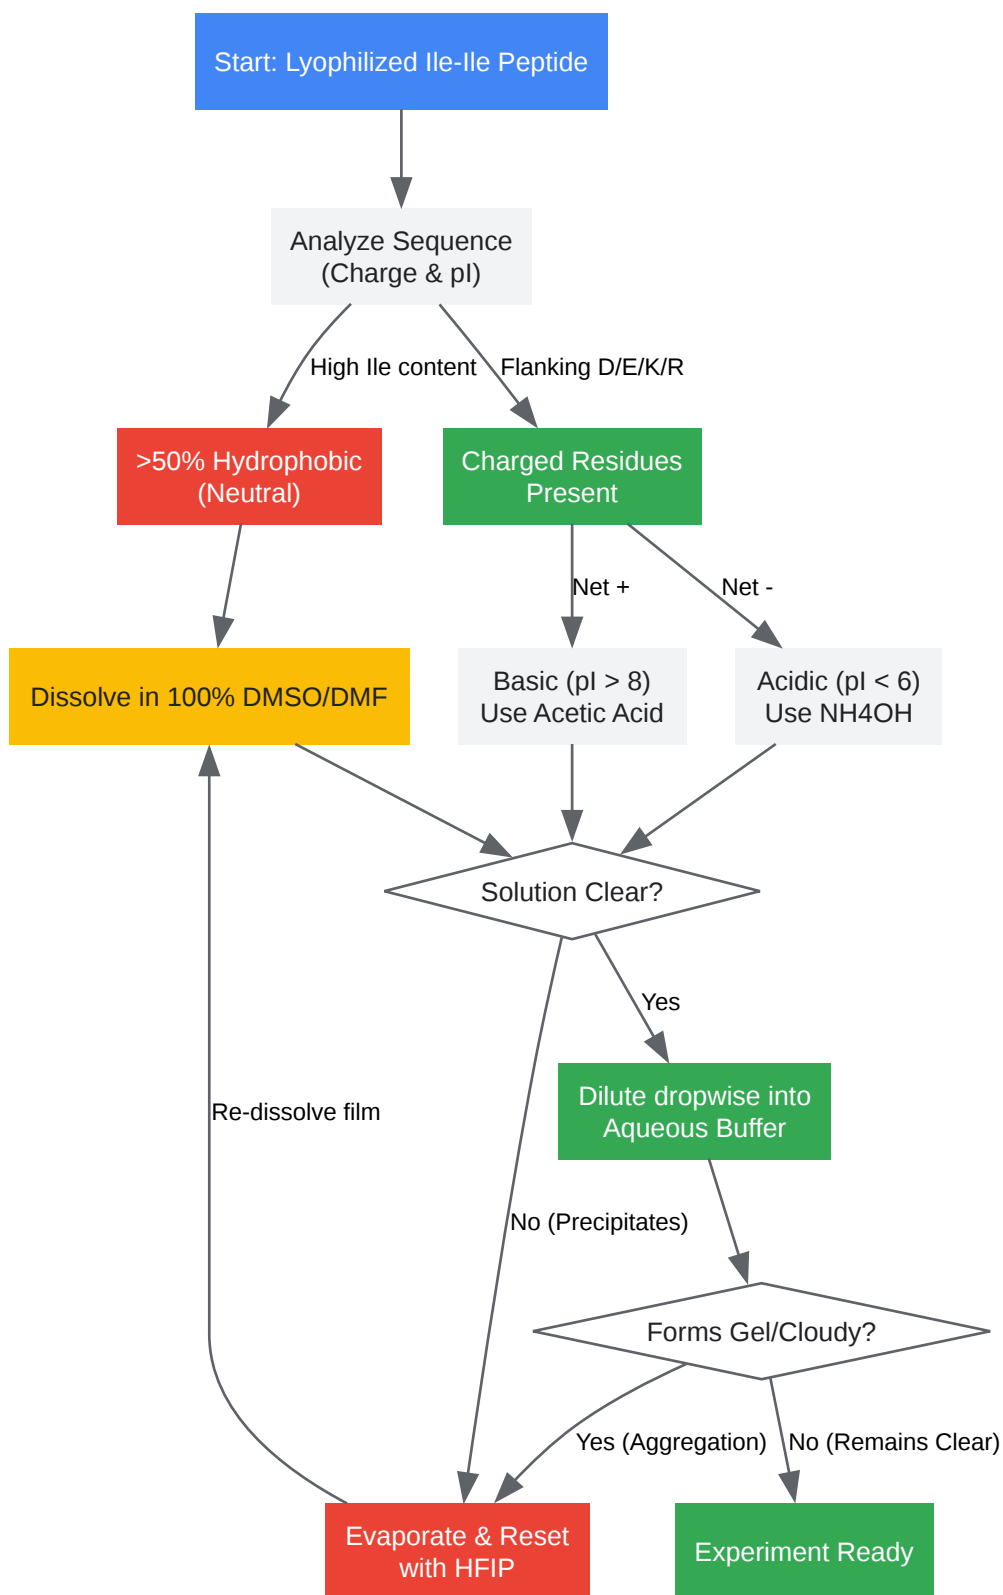 Start: Lyophilized Ile-Ile Peptide
Analyze Sequence
(Charge & pI)
High Ile content
Flanking D/E/K/R
>50% Hydrophobic
(Neutral)
Charged Residues
Present
Net +
Net -
Dissolve in 100% DMSO/DMF
Basic (pI > 8)
Use Acetic Acid
Acidic (pI < 6)
Use NH4OH
Solution Clear?
Yes
Dilute dropwise into
Aqueous Buffer
Re-dissolve film
No (Precipitates)
Forms Gel/Cloudy?
Yes (Aggregation)
No (Remains Clear)
Evaporate & Reset
with HFIP
Experiment Ready